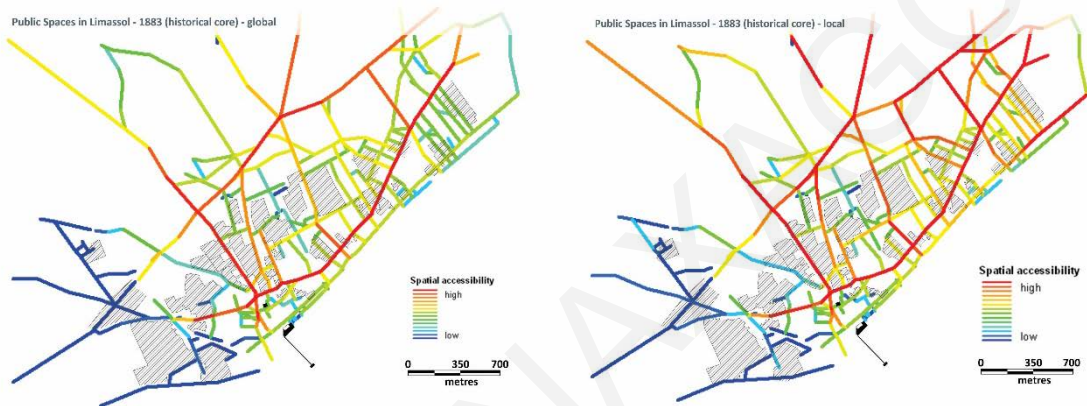 Public Spaces in Limassol - 1883 (historical core) - global
Spatial accessibility
high
low
0 350 700
metres
Public Spaces in Limassol - 1883 (historical core) - local
Spatial accessibility
high
low
0 350 700
metres